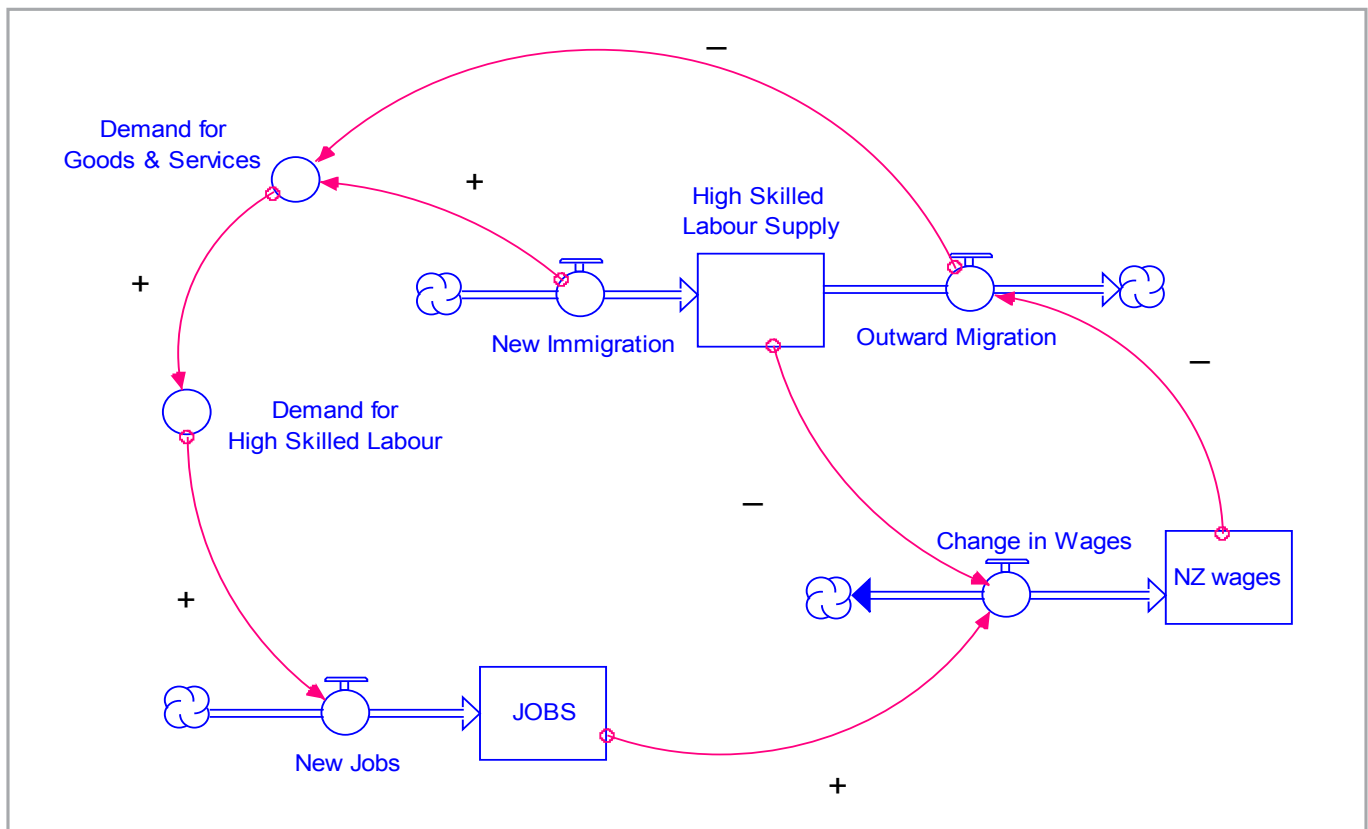 –
Demand for
Goods & Services
+
High Skilled
Labour Supply
+
New Immigration
Outward Migration
–
Demand for
High Skilled Labour
–
Change in Wages
NZ wages
+
JOBS
New Jobs
+